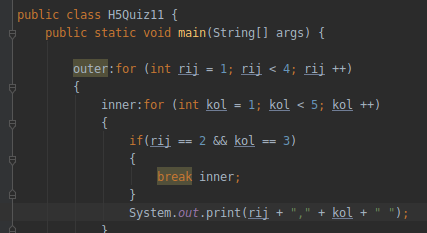 public class H5Quiz11 {
public static void main(String[] args) {
outer:for (int rij = 1; rij < 4; rij ++)
{
inner:for (int kol = 1; kol < 5; kol ++)
{
if(rij == 2 && kol == 3)
{
break inner;
}
System.out.print(rij + "," + kol + " ");
}